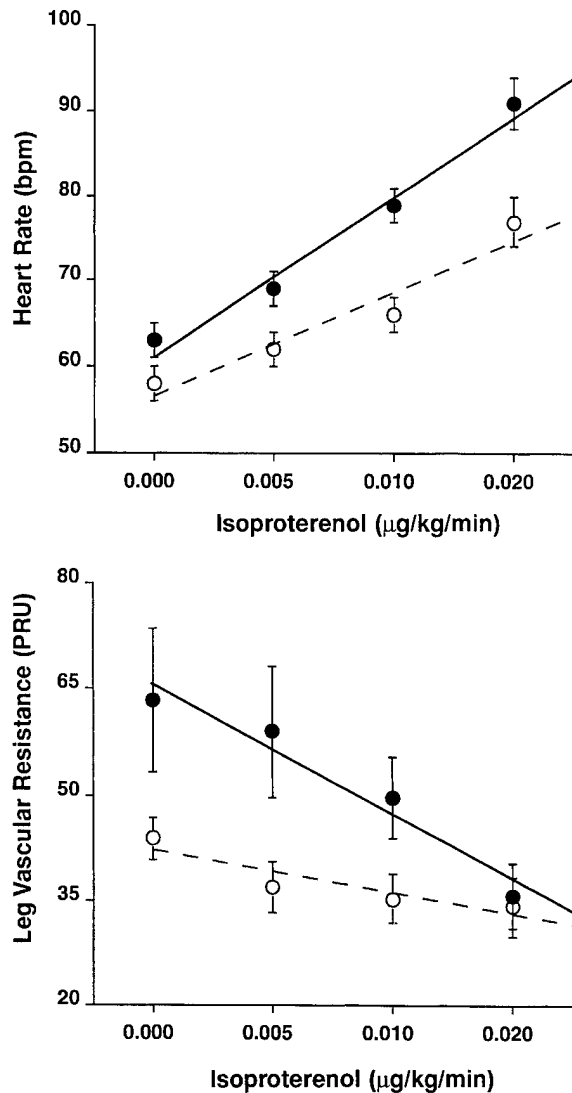 100
90
80
70
60
50
Heart Rate (bpm)
0.000 0.005 0.010 0.020
Isoproterenol (μg/kg/min)
80
65
50
35
20
Leg Vascular Resistance (PRU)
0.000 0.005 0.010 0.020
Isoproterenol (μg/kg/min)